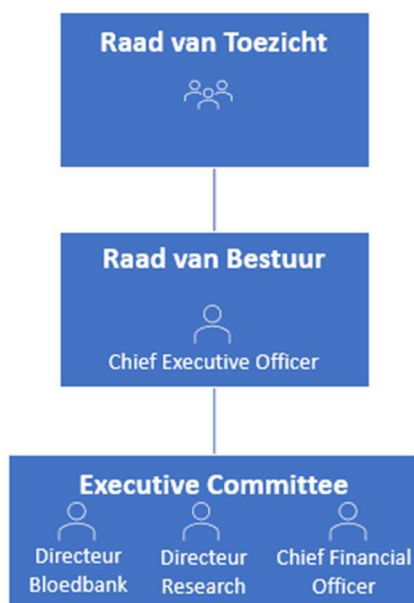 Raad van Toezicht
Raad van Bestuur
Chief Executive Officer
Executive Committee
Directeur Bloedbank
Directeur Research
Chief Financial Officer